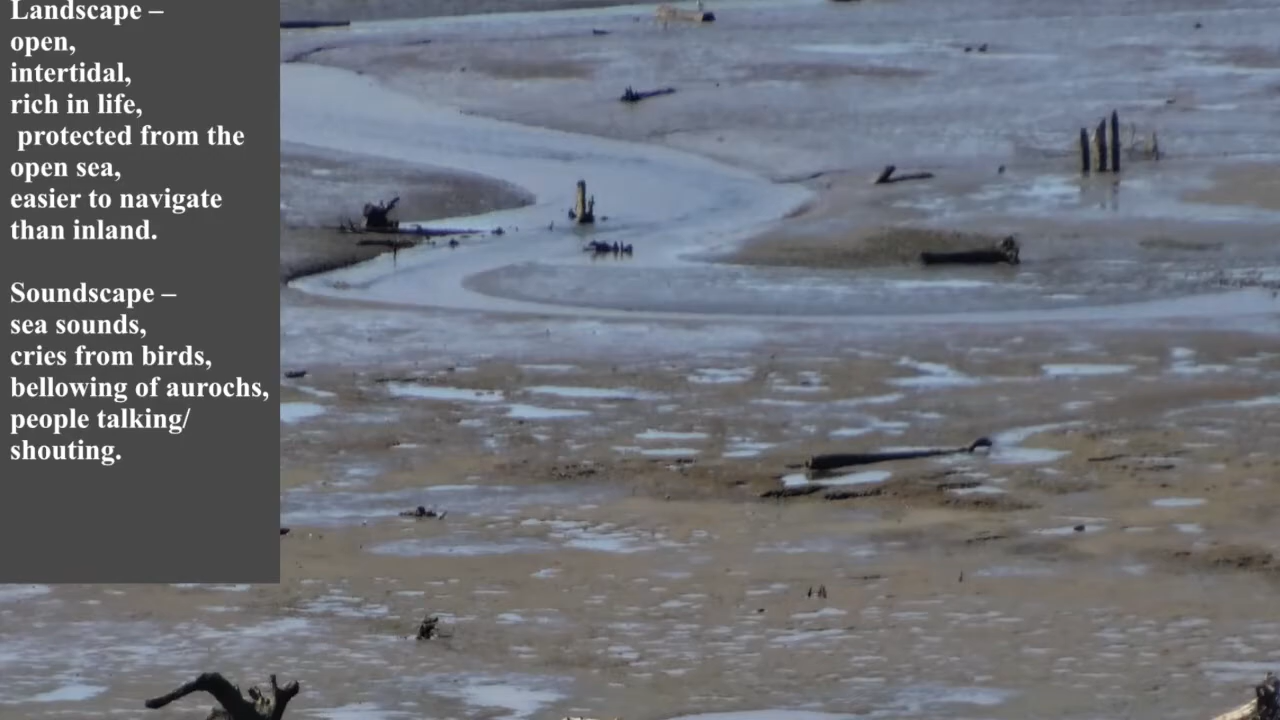 Landscape –
open,
intertidal,
rich in life,
protected from the
open sea,
easier to navigate
than inland.
Soundscape –
sea sounds,
cries from birds,
bellowing of aurochs,
people talking/
shouting.